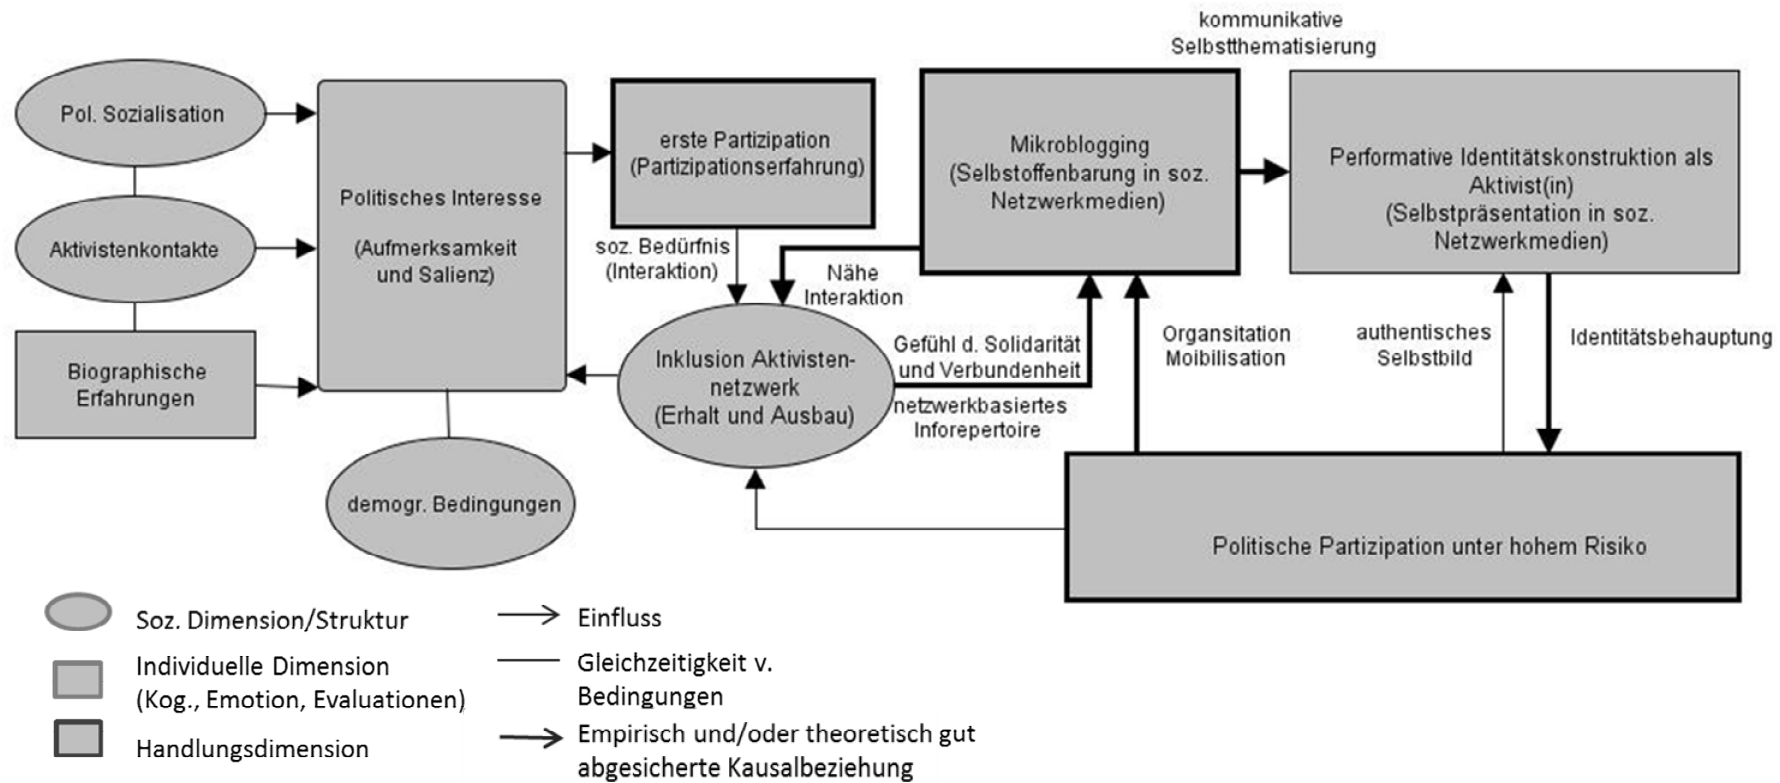 kommunikative
Selbstthematisierung
Pol. Sozialisation
Aktivistenkontakte
Biographische
Erfahrungen
Politisches Interesse
(Aufmerksamkeit
und Salienz)
demogr. Bedingungen
erste Partizipation
(Partizipationserfahrung)
soz. Bedürfnis
(Interaktion)
Nähe
Interaktion
Inklusion Aktivisten-
netzwerk
(Erhalt und Ausbau)
Gefühl d. Solidarität
und Verbundenheit
netzwerkbasiertes
Inforepertoire
Mikroblogging
(Selbstoffenbarung in soz.
Netzwerkmedien)
Organsitation
Moibilisation
Performative Identitätskonstruktion als
Aktivist(in)
(Selbstpräsentation in soz.
Netzwerkmedien)
authentisches
Selbstbild
Identitätsbehauptung
Politische Partizipation unter hohem Risiko
Soz. Dimension/Struktur
Individuelle Dimension
(Kog., Emotion, Evaluationen)
Handlungsdimension
Einfluss
Gleichzeitigkeit v.
Bedingungen
Empirisch und/oder theoretisch gut
abgesicherte Kausalbeziehung